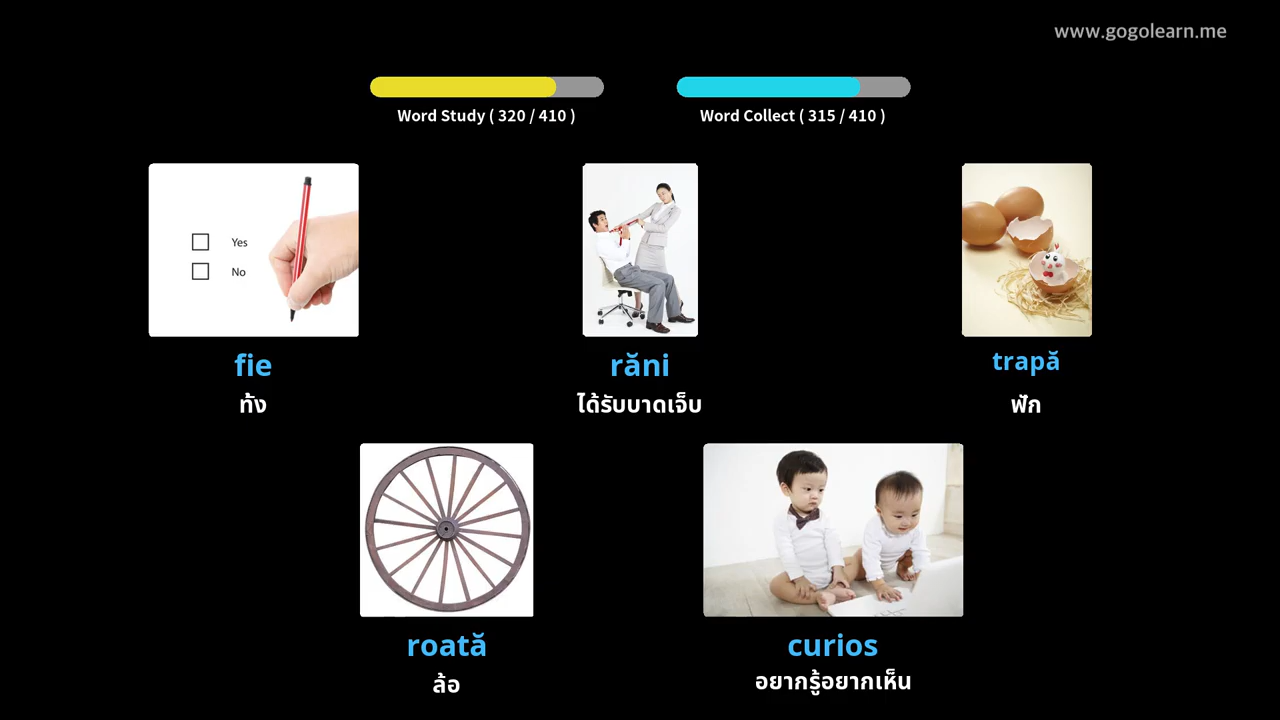 www.gogolearn.me
Word Study ( 320 / 410 )
Word Collect ( 315 / 410 )
Yes
No
fie
răni
trapă
ทั้ง
ได้รับบาดเจ็บ
ฟัก
roată
curios
ล้อ
อยากรู้อยากเห็น